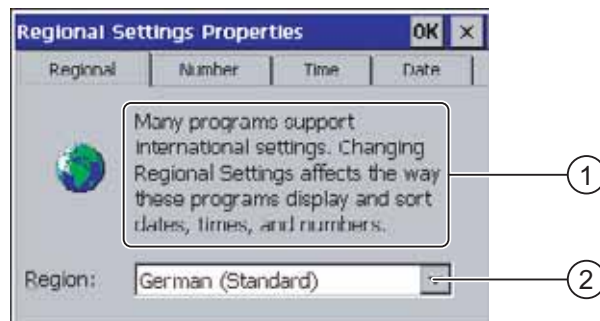 Regional Settings Properties OK ×
Regional Number Time Date
Many programs support
international settings. Changing
Regional Settings affects the way
these programs display and sort
dates, times, and numbers.
1
Region: German (Standard)
2